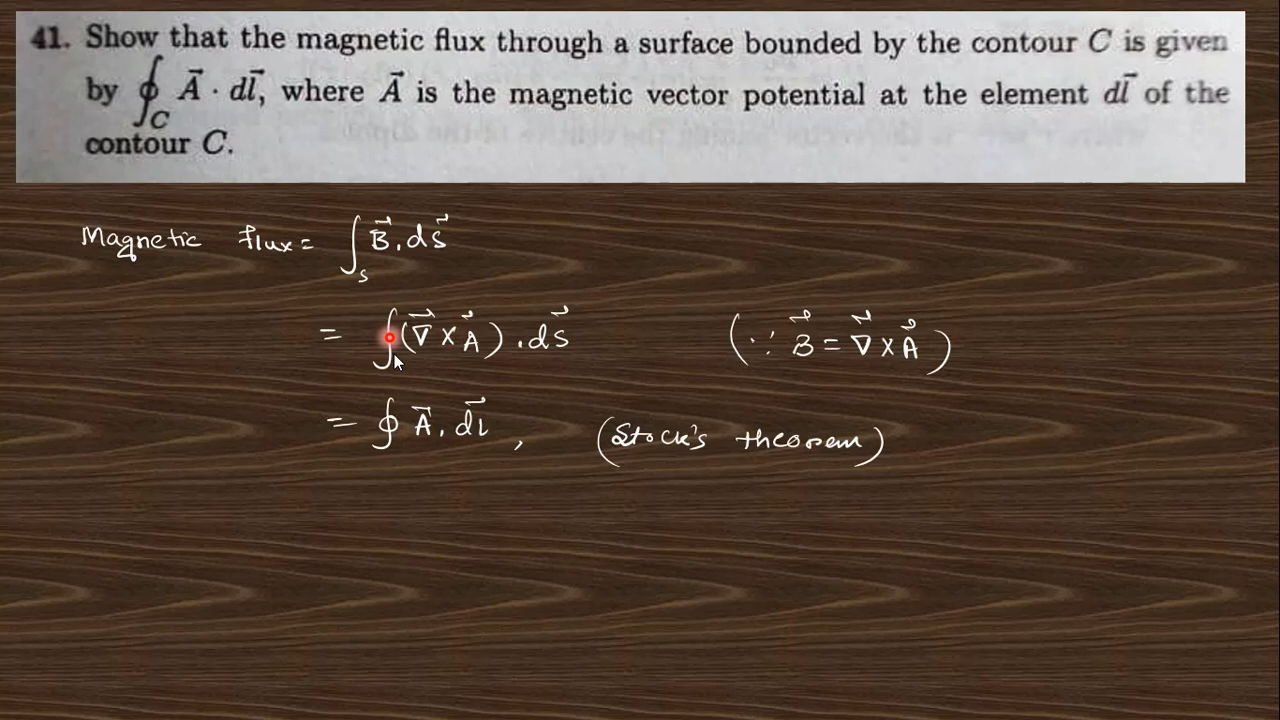 41. Show that the magnetic flux through a surface bounded by the contour C is given
by ∮_C A⃗ · dl⃗, where A⃗ is the magnetic vector potential at the element dl⃗ of the
contour C.
Magnetic flux = ∫_S B⃗ . ds⃗
= ∫(∇⃗ × A⃗) . ds⃗ (∵ B⃗ = ∇⃗ × A⃗)
= ∮ A⃗ . dl⃗ , (Stock's theorem)